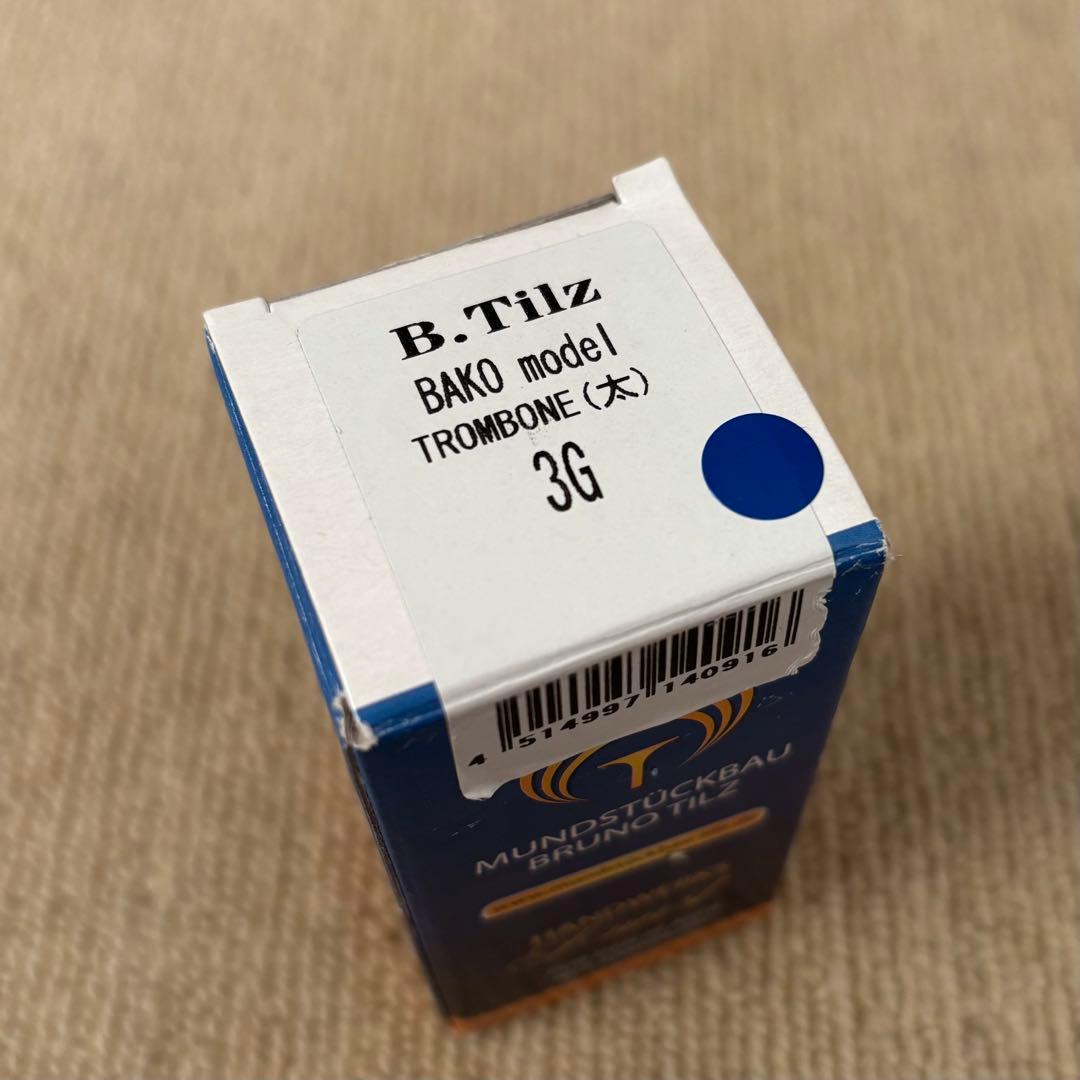 B.Tilz
BAKO model
TROMBONE(太)
3G
4 514997 140916
T
MUNDSTÜCKBAU
BRUNO TILZ